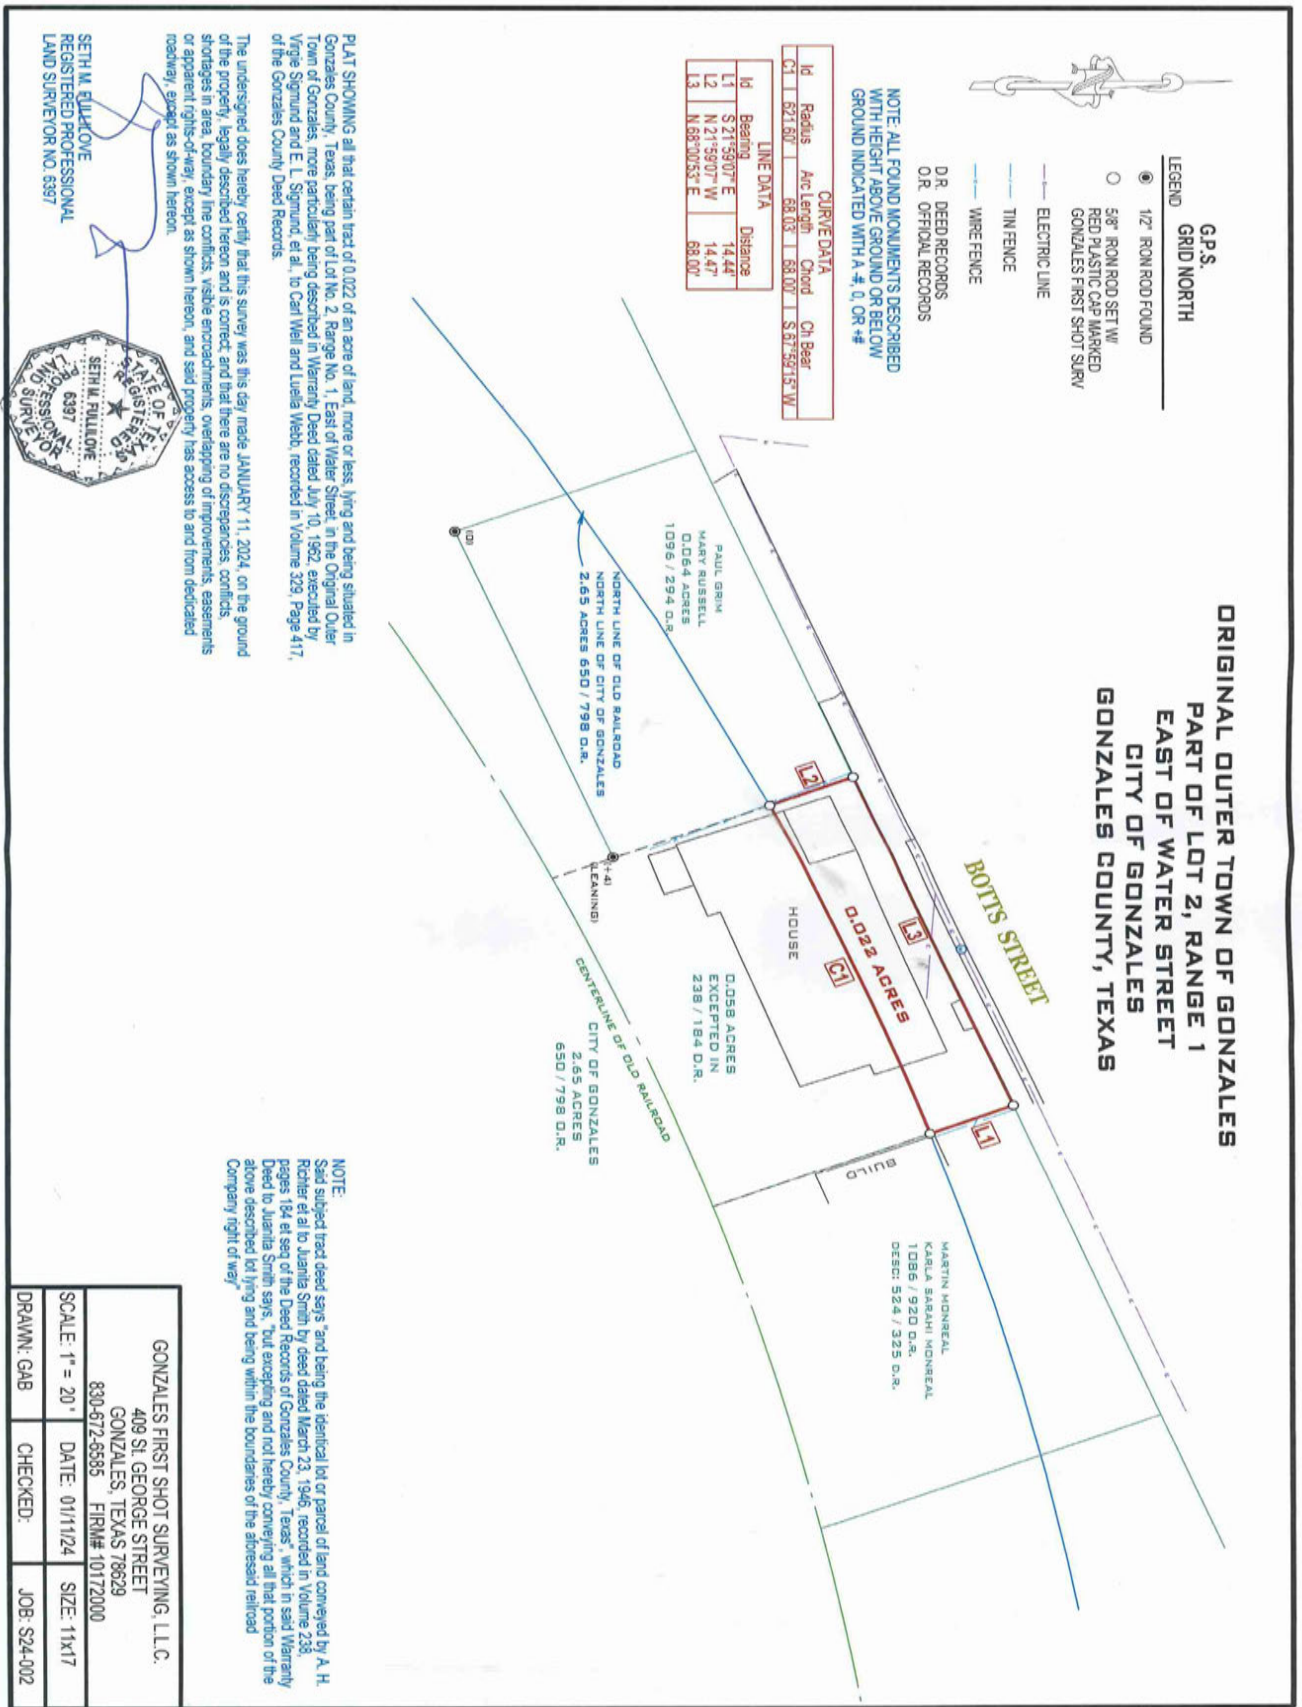 ORIGINAL OUTER TOWN OF GONZALES
PART OF LOT 2, RANGE 1
EAST OF WATER STREET
CITY OF GONZALES
GONZALES COUNTY, TEXAS
G.P.S.
GRID NORTH
LEGEND
1/2" IRON ROD FOUND
5/8" IRON ROD SET W/
RED PLASTIC CAP MARKED
GONZALES FIRST SHOT SURV
ELECTRIC LINE
TIN FENCE
WIRE FENCE
D.R. DEED RECORDS
O.R. OFFICIAL RECORDS
NOTE: ALL FOUND MONUMENTS DESCRIBED
WITH HEIGHT ABOVE GROUND OR BELOW
GROUND INDICATED WITH A -#, 0, OR +#
CURVE DATA
Id Radius Arc Length Chord Ch Bear
C1 621.60' 68.03' 68.00' S 67°59'15" W
LINE DATA
Id Bearing Distance
L1 S 21°59'07" E 14.44'
L2 N 21°59'07" W 14.47'
L3 N 68°00'53" E 68.00'
BOTTS STREET
L2
L3
L1
C1
0.022 ACRES
HOUSE
BUILD
PAUL GRIM
MARY RUSSELL
0.064 ACRES
1096 / 294 O.R.
NORTH LINE OF OLD RAILROAD
NORTH LINE OF CITY OF GONZALES
2.65 ACRES 650 / 798 O.R.
(0)
(+4)
(LEANING)
0.058 ACRES
EXCEPTED IN
238 / 184 D.R.
CENTERLINE OF OLD RAILROAD
CITY OF GONZALES
2.65 ACRES
650 / 798 O.R.
MARTIN MONREAL
KARLA SARAHI MONREAL
1086 / 920 O.R.
DESC: 524 / 325 D.R.
PLAT SHOWING all that certain tract of 0.022 of an acre of land, more or less, lying and being situated in
Gonzales County, Texas, being part of Lot No. 2, Range No. 1, East of Water Street, in the Original Outer
Town of Gonzales, more particularly being described in Warranty Deed dated July 10, 1962, executed by
Virgie Sigmund and E. L. Sigmund, et al., to Carl Well and Luella Webb, recorded in Volume 329, Page 417,
of the Gonzales County Deed Records.
The undersigned does hereby certify that this survey was this day made JANUARY 11, 2024, on the ground
of the property, legally described hereon and is correct; and that there are no discrepancies, conflicts,
shortages in area, boundary line conflicts, visible encroachments, overlapping of improvements, easements
or apparent rights-of-way, except as shown hereon, and said property has access to and from dedicated
roadway, except as shown hereon.
SETH M. FULLILOVE
REGISTERED PROFESSIONAL
LAND SURVEYOR NO. 6397
STATE OF TEXAS
REGISTERED
SETH M. FULLILOVE
6397
PROFESSIONAL
LAND SURVEYOR
NOTE:
Said subject tract deed says "and being the identical lot or parcel of land conveyed by A. H.
Richter et al to Juanita Smith by deed dated March 23, 1946, recorded in Volume 238,
pages 184 et seq of the Deed Records of Gonzales County, Texas", which in said Warranty
Deed to Juanita Smith says, "but excepting and not hereby conveying all that portion of the
above described lot lying and being within the boundaries of the aforesaid railroad
Company right of way"
GONZALES FIRST SHOT SURVEYING, L.L.C.
409 St. GEORGE STREET
GONZALES, TEXAS 78629
830-672-6585 FIRM# 10172000
SCALE: 1" = 20' DATE: 01/11/24 SIZE: 11x17
DRAWN: GAB CHECKED: JOB: S24-002